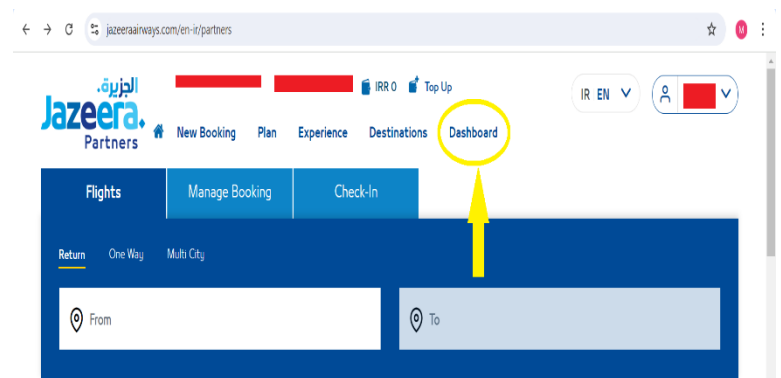 jazeeraairways.com/en-ir/partners
M
الجزيرة.
Jazeera.
Partners
IRR 0 Top Up
IR EN
New Booking Plan Experience Destinations Dashboard
Flights Manage Booking Check-In
Return One Way Multi City
From To